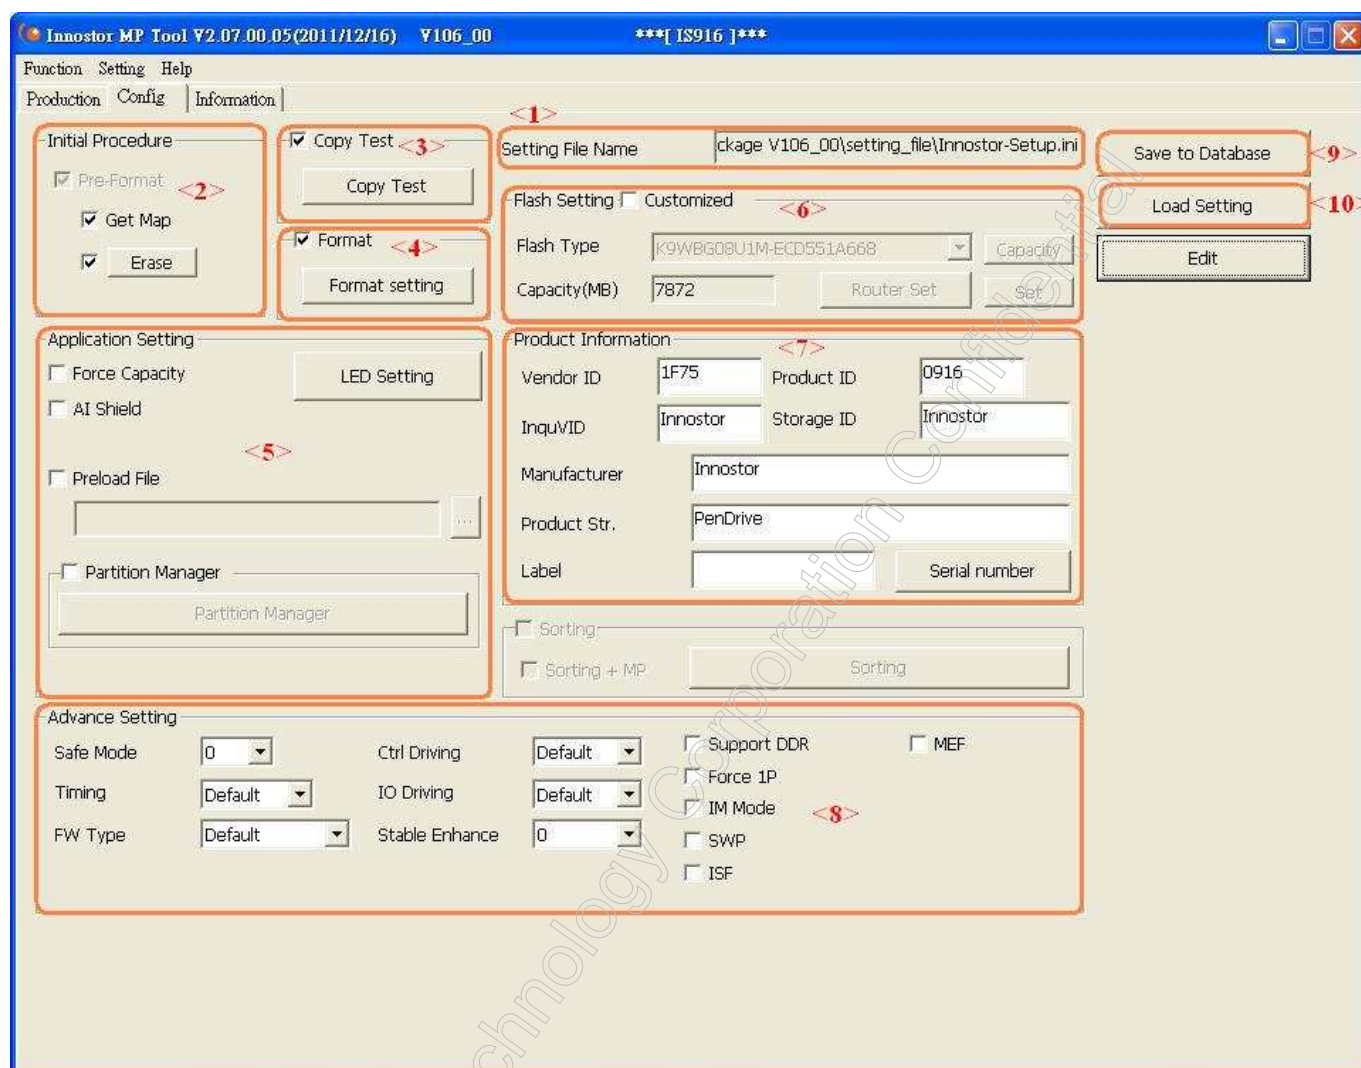 Innostor MP Tool V2.07.00.05(2011/12/16) V106_00 ***[ IS916 ]***
Function Setting Help
Production Config Information
<1>
Initial Procedure
Pre-Format <2>
Get Map
Erase
Copy Test <3>
Copy Test
Format <4>
Format setting
Setting File Name ckage V106_00\setting_file\Innostor-Setup.ini
Flash Setting Customized <6>
Flash Type K9WBG08U1M-ECD551A668 Capacity
Capacity(MB) 7872 Router Set Set
Save to Database <9>
Load Setting <10>
Edit
Application Setting
Force Capacity LED Setting
AI Shield
<5>
Preload File
...
Partition Manager
Partition Manager
Product Information <7>
Vendor ID 1F75 Product ID 0916
InquVID Innostor Storage ID Innostor
Manufacturer Innostor
Product Str. PenDrive
Label Serial number
Sorting
Sorting + MP Sorting
Advance Setting
Safe Mode 0 Ctrl Driving Default Support DDR MEF
Timing Default IO Driving Default Force 1P
IM Mode <8>
FW Type Default Stable Enhance 0 SWP
ISF
chnology Corporation Confidential